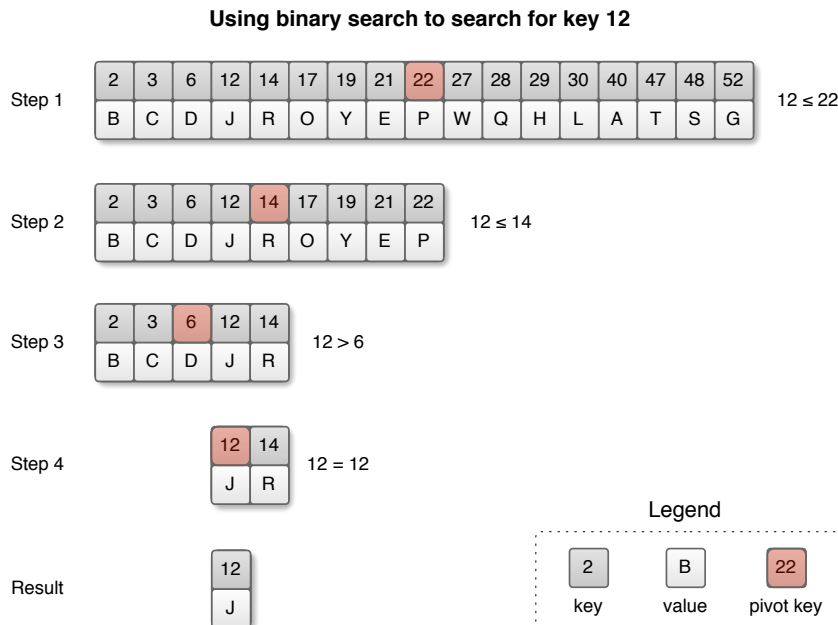 Using binary search to search for key 12
2 3 6 12 14 17 19 21 22 27 28 29 30 40 47 48 52
Step 1
12 ≤ 22
B C D J R O Y E P W Q H L A T S G
2 3 6 12 14 17 19 21 22
Step 2
12 ≤ 14
B C D J R O Y E P
2 3 6 12 14
Step 3
12 > 6
B C D J R
12 14
Step 4
12 = 12
J R
Legend
12
Result
J
2 B 22
key value pivot key